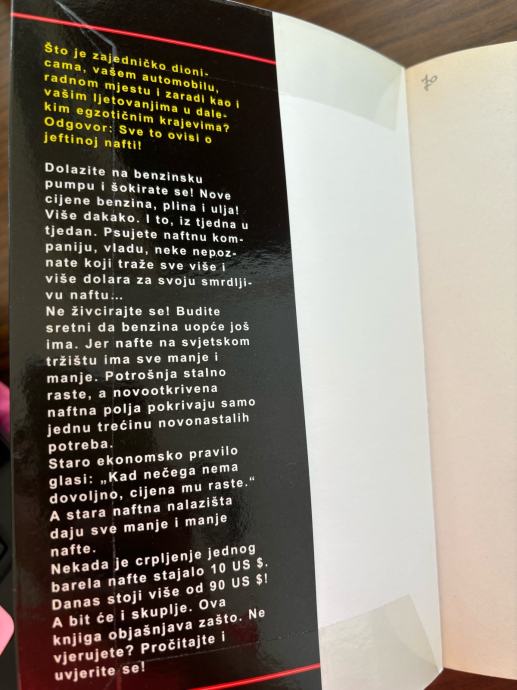 Što je zajedničko dioni-
cama, vašem automobilu,
radnom mjestu i zaradi kao i
vašim ljetovanjima u dale-
kim egzotičnim krajevima?
Odgovor: Sve to ovisi o
jeftinoj nafti!
Dolazite na benzinsku
pumpu i šokirate se! Nove
cijene benzina, plina i ulja!
Više dakako. I to, iz tjedna u
tjedan. Psujete naftnu kom-
paniju, vladu, neke nepoz-
nate koji traže sve više i
više dolara za svoju smrdlji-
vu naftu...
Ne živcirajte se! Budite
sretni da benzina uopće još
ima. Jer nafte na svjetskom
tržištu ima sve manje i
manje. Potrošnja stalno
raste, a novootkrivena
naftna polja pokrivaju samo
jednu trećinu novonastalih
potreba.
Staro ekonomsko pravilo
glasi: „Kad nečega nema
dovoljno, cijena mu raste.“
A stara naftna nalazišta
daju sve manje i manje
nafte.
Nekada je crpljenje jednog
barela nafte stajalo 10 US $.
Danas stoji više od 90 US $!
A bit će i skuplje. Ova
knjiga objašnjava zašto. Ne
vjerujete? Pročitajte i
uvjerite se!